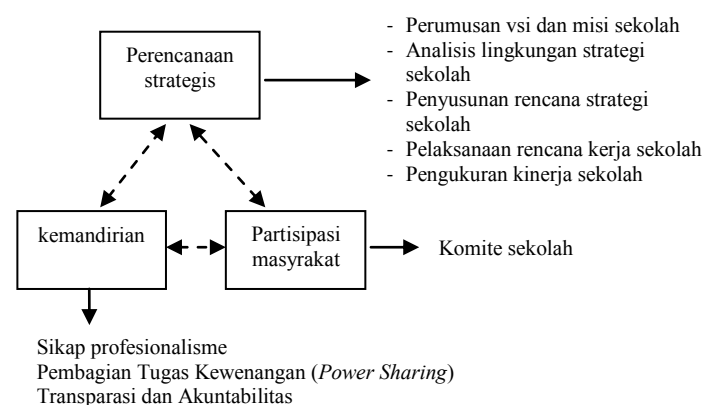 Perencanaan
strategis
- Perumusan vsi dan misi sekolah
- Analisis lingkungan strategi
sekolah
- Penyusunan rencana strategi
sekolah
- Pelaksanaan rencana kerja sekolah
- Pengukuran kinerja sekolah
kemandirian
Partisipasi
masyrakat
Komite sekolah
Sikap profesionalisme
Pembagian Tugas Kewenangan (Power Sharing)
Transparasi dan Akuntabilitas